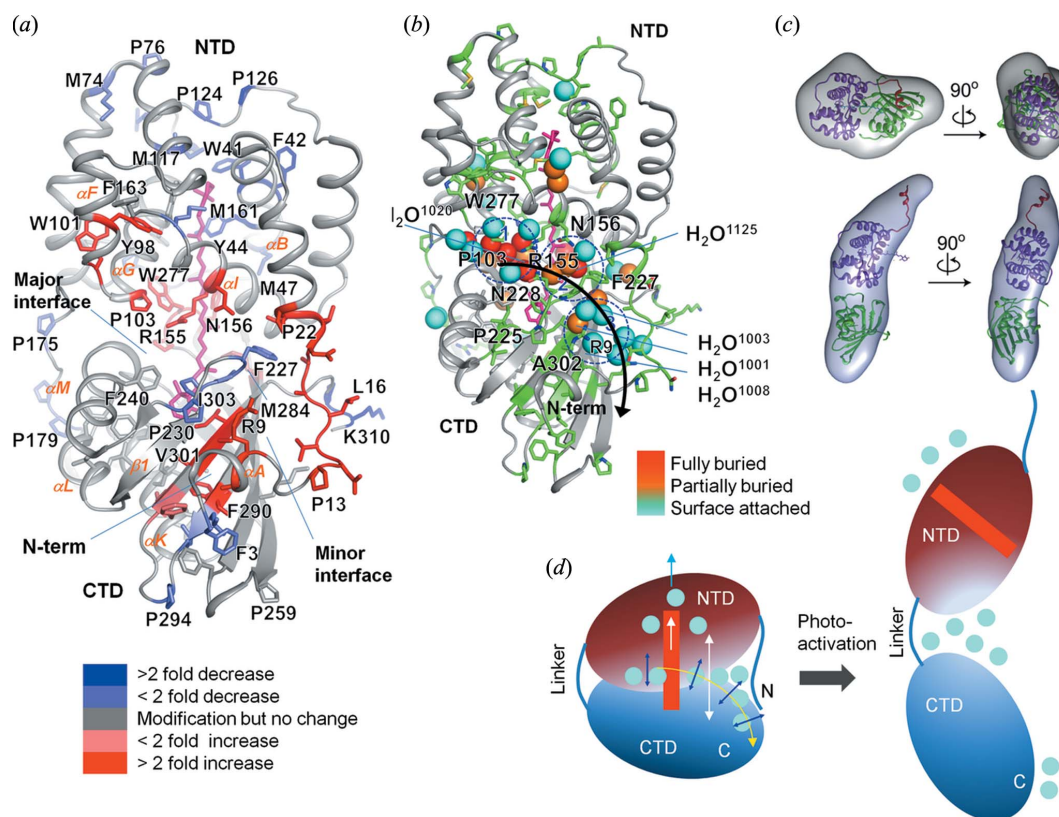 (a)
P76
NTD
M74
P126
P124
F42
W41
M117
αF
F163
W101
M161
αB
Y98
Y44
αG
W277
αI
Major
interface
M47
P103
N156
P22
R155
P175
F227
αM
L16
F240
I303
M284
P179
P230
R9
K310
V301
β1
αA
αL
P13
F290
N-term
αK
F3
Minor
interface
CTD
P259
P294
>2 fold decrease
< 2 fold decrease
Modification but no change
< 2 fold increase
> 2 fold increase
(b)
NTD
W277
I₂O¹⁰²⁰
N156
H₂O¹¹²⁵
P103
R155
F227
N228
P225
H₂O¹⁰⁰³
R9
A302
H₂O¹⁰⁰¹
N-term
H₂O¹⁰⁰⁸
CTD
Fully buried
Partially buried
Surface attached
(c)
90°
90°
(d)
NTD
Linker
N
CTD
C
Photo-
activation
NTD
Linker
CTD
C